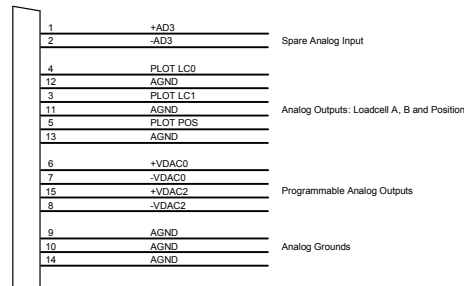 1 +AD3
2 -AD3 Spare Analog Input
4 PLOT LC0
12 AGND
3 PLOT LC1
11 AGND Analog Outputs: Loadcell A, B and Position
5 PLOT POS
13 AGND
6 +VDAC0
7 -VDAC0
15 +VDAC2 Programmable Analog Outputs
8 -VDAC2
9 AGND
10 AGND Analog Grounds
14 AGND